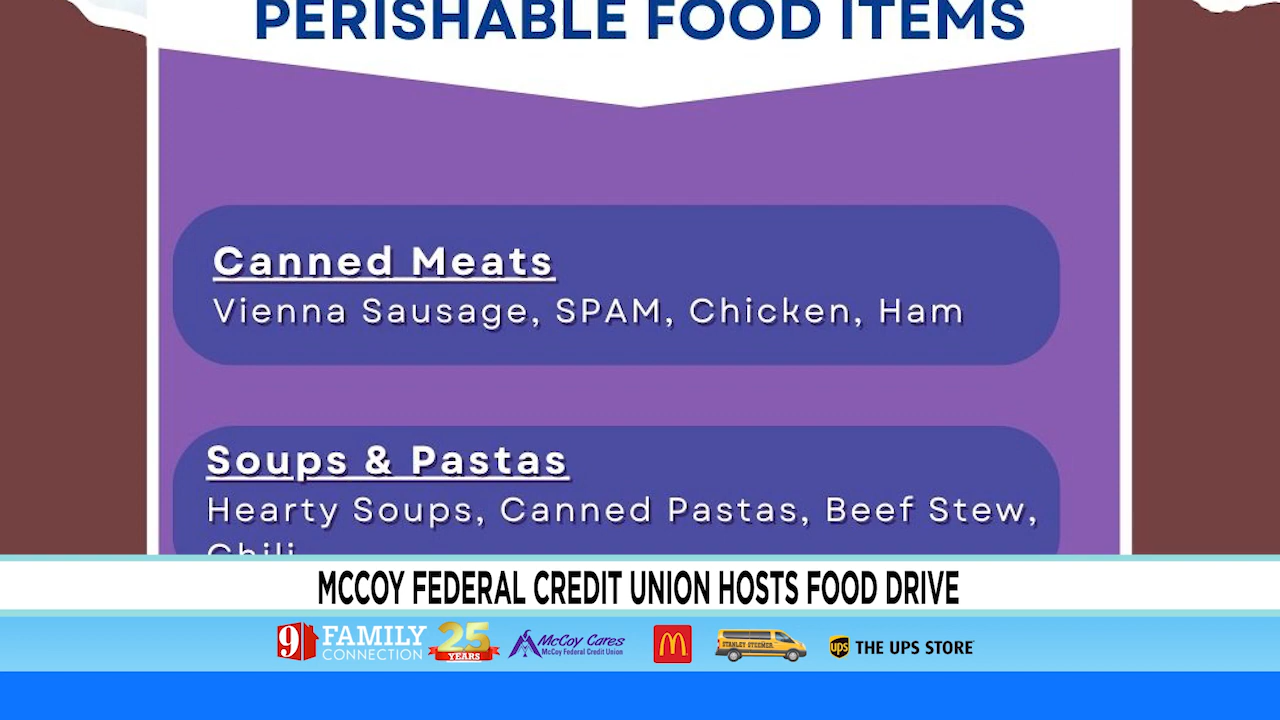 PERISHABLE FOOD ITEMS
Canned Meats
Vienna Sausage, SPAM, Chicken, Ham
Soups & Pastas
Hearty Soups, Canned Pastas, Beef Stew,
Chili
MCCOY FEDERAL CREDIT UNION HOSTS FOOD DRIVE
9 FAMILY CONNECTION
25 YEARS
McCoy Cares
McCoy Federal Credit Union
STANLEY STEEMER
ups THE UPS STORE